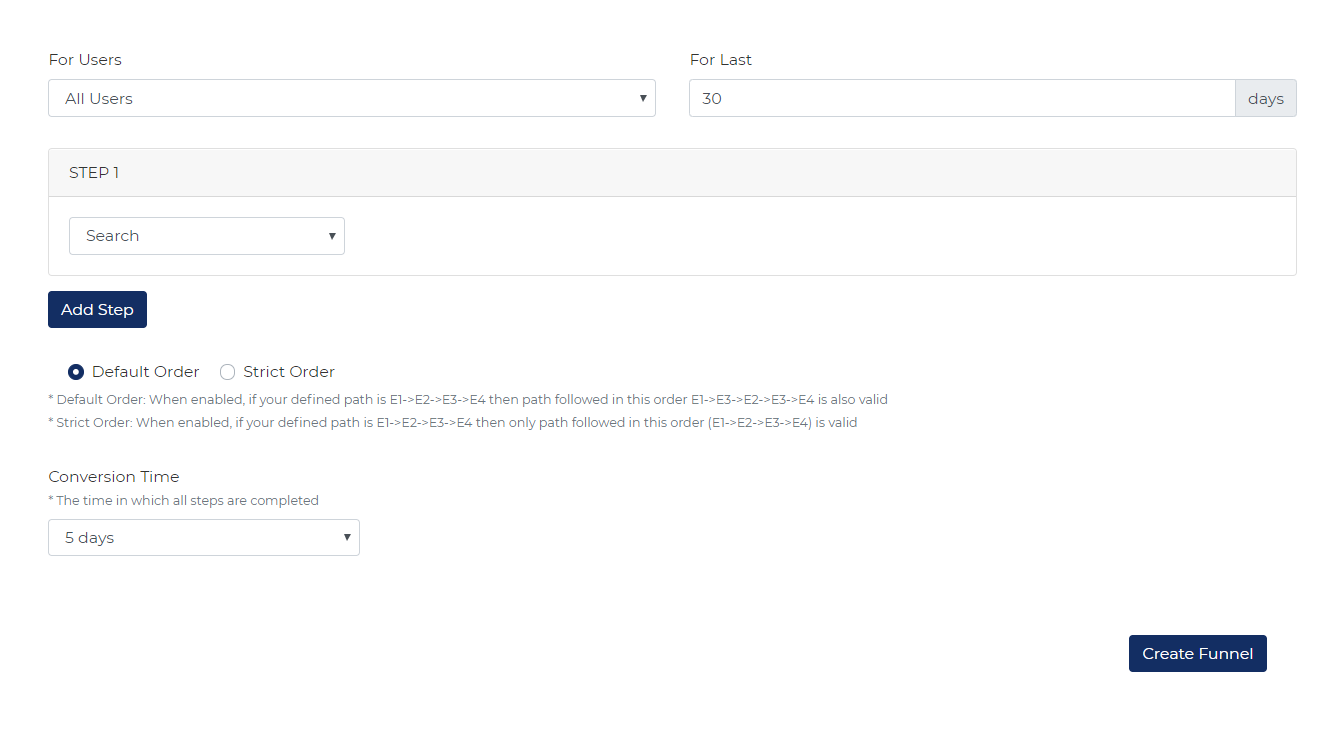 For Users
For Last
All Users
30
days
STEP 1
Search
Add Step
Default Order
Strict Order
* Default Order: When enabled, if your defined path is E1->E2->E3->E4 then path followed in this order E1->E3->E2->E3->E4 is also valid
* Strict Order: When enabled, if your defined path is E1->E2->E3->E4 then only path followed in this order (E1->E2->E3->E4) is valid
Conversion Time
* The time in which all steps are completed
5 days
Create Funnel